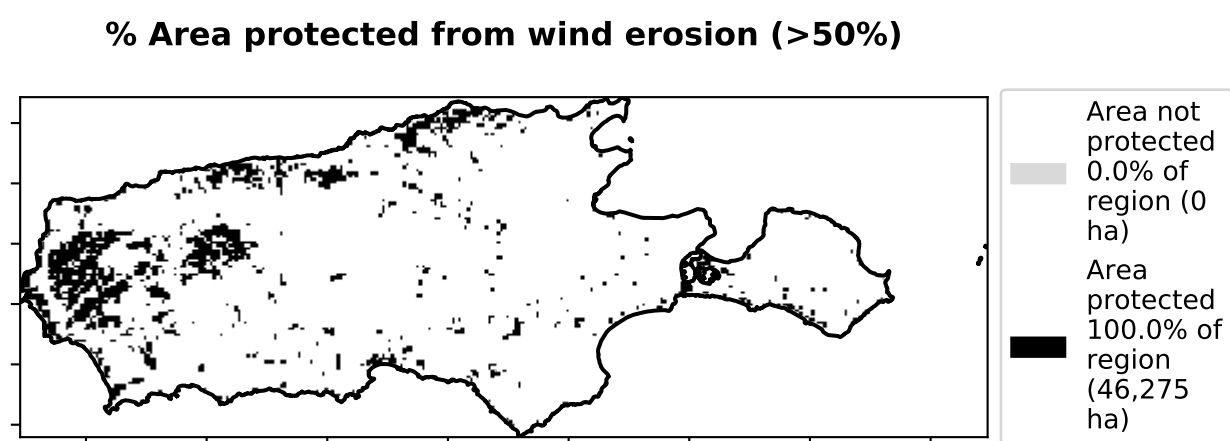 % Area protected from wind erosion (>50%)
Area not
protected
0.0% of
region (0
ha)
Area
protected
100.0% of
region
(46,275
ha)